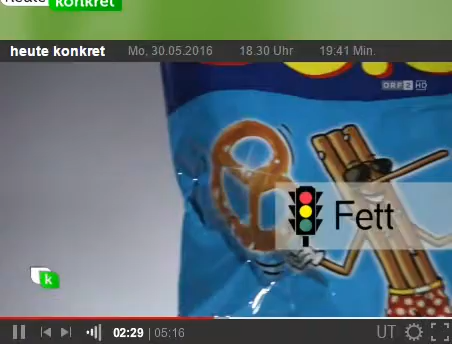 heute
konkret
heute konkret Mo, 30.05.2016 18.30 Uhr 19:41 Min.
ORF 2 HD
Fett
k
02:29 | 05:16 UT